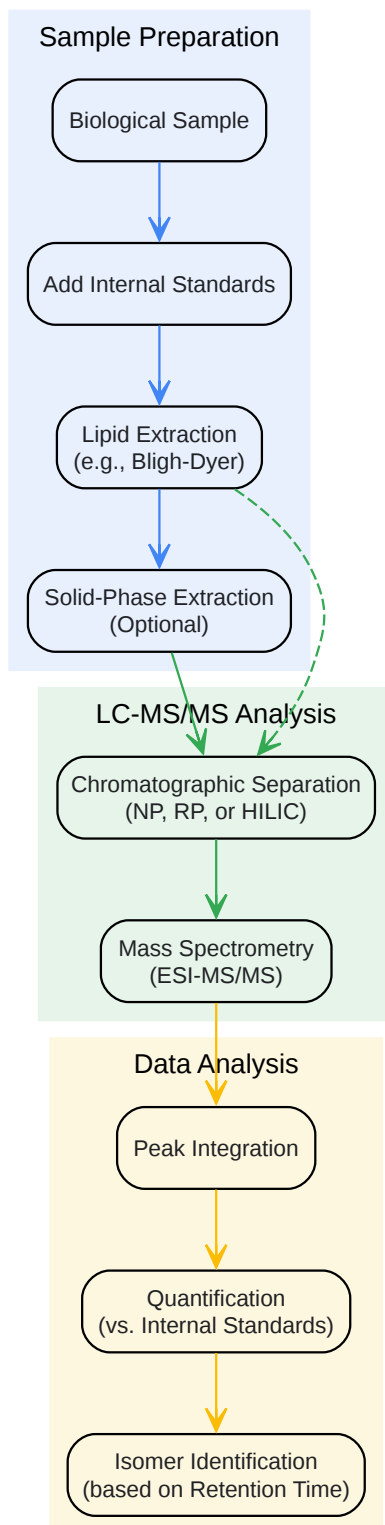 Sample Preparation
Biological Sample
Add Internal Standards
Lipid Extraction
(e.g., Bligh-Dyer)
Solid-Phase Extraction
(Optional)
LC-MS/MS Analysis
Chromatographic Separation
(NP, RP, or HILIC)
Mass Spectrometry
(ESI-MS/MS)
Data Analysis
Peak Integration
Quantification
(vs. Internal Standards)
Isomer Identification
(based on Retention Time)